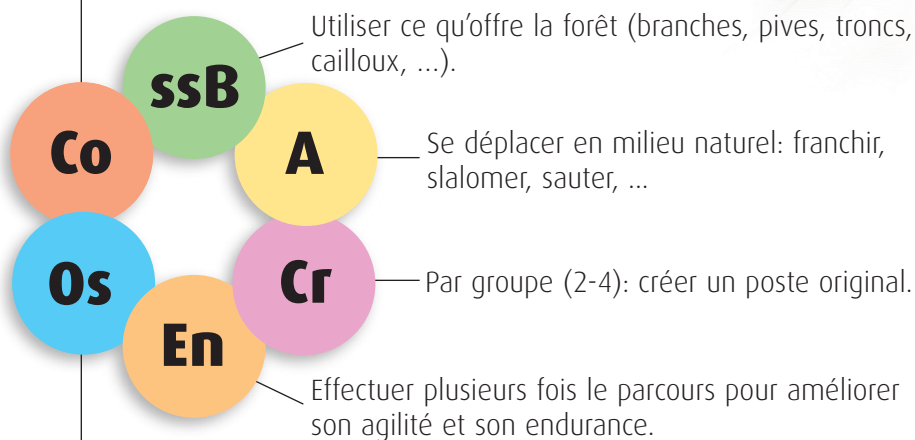 Utiliser ce qu’offre la forêt (branches, pives, troncs,
cailloux, ...).
ssB
Co
A
Se déplacer en milieu naturel: franchir,
slalomer, sauter, ...
Os
Cr
Par groupe (2-4): créer un poste original.
En
Effectuer plusieurs fois le parcours pour améliorer
son agilité et son endurance.